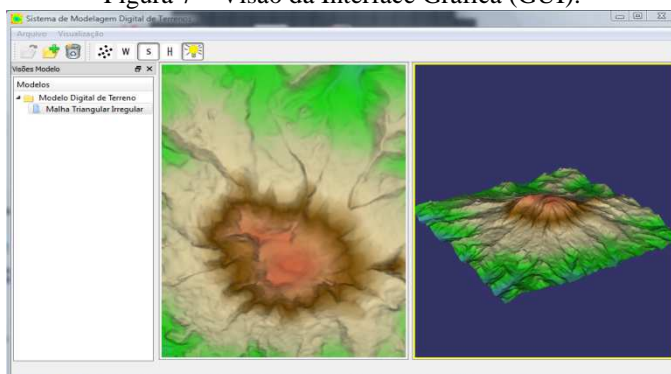 Figura 7 – Visão da Interface Gráfica (GUI).
Sistema de Modelagem Digital de Terrenos
Arquivo Visualização
W S H
Visões Modelo
Modelos
Modelo Digital de Terreno
Malha Triangular Irregular